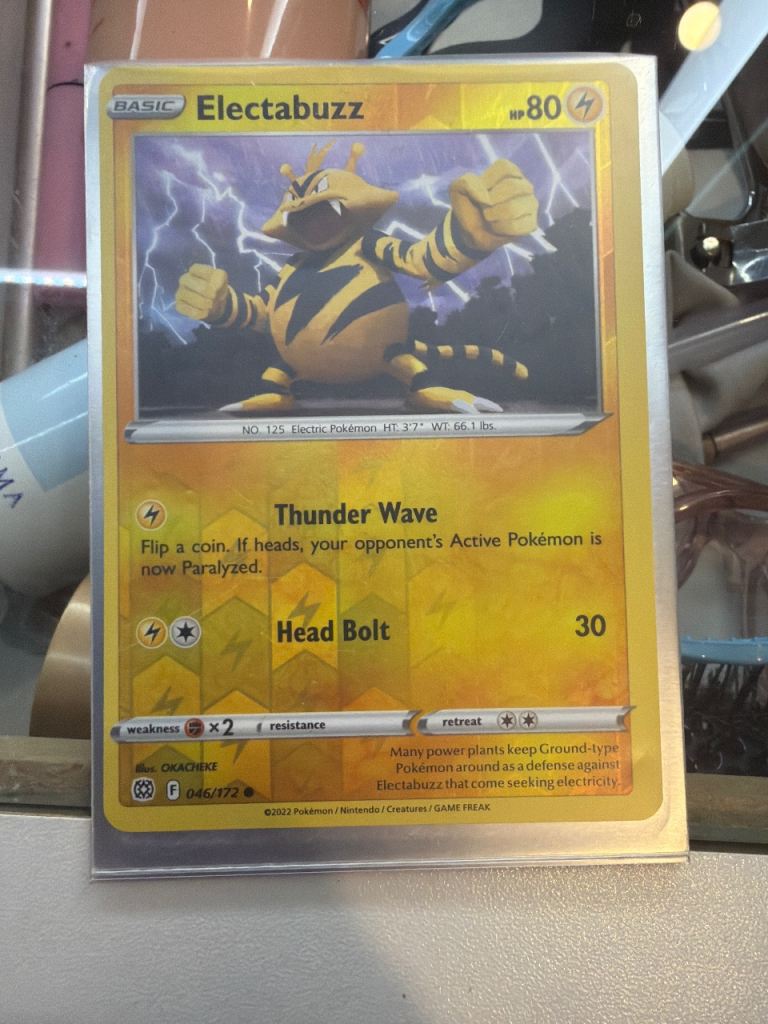 BASIC Electabuzz HP 80
NO. 125 Electric Pokémon HT: 3'7" WT: 66.1 lbs.
Thunder Wave
Flip a coin. If heads, your opponent's Active Pokémon is
now Paralyzed.
Head Bolt 30
weakness ×2 resistance retreat
Illus. OKACHEKE
Many power plants keep Ground-type
Pokémon around as a defense against
Electabuzz that come seeking electricity.
F 046/172
©2022 Pokémon / Nintendo / Creatures / GAME FREAK
MA